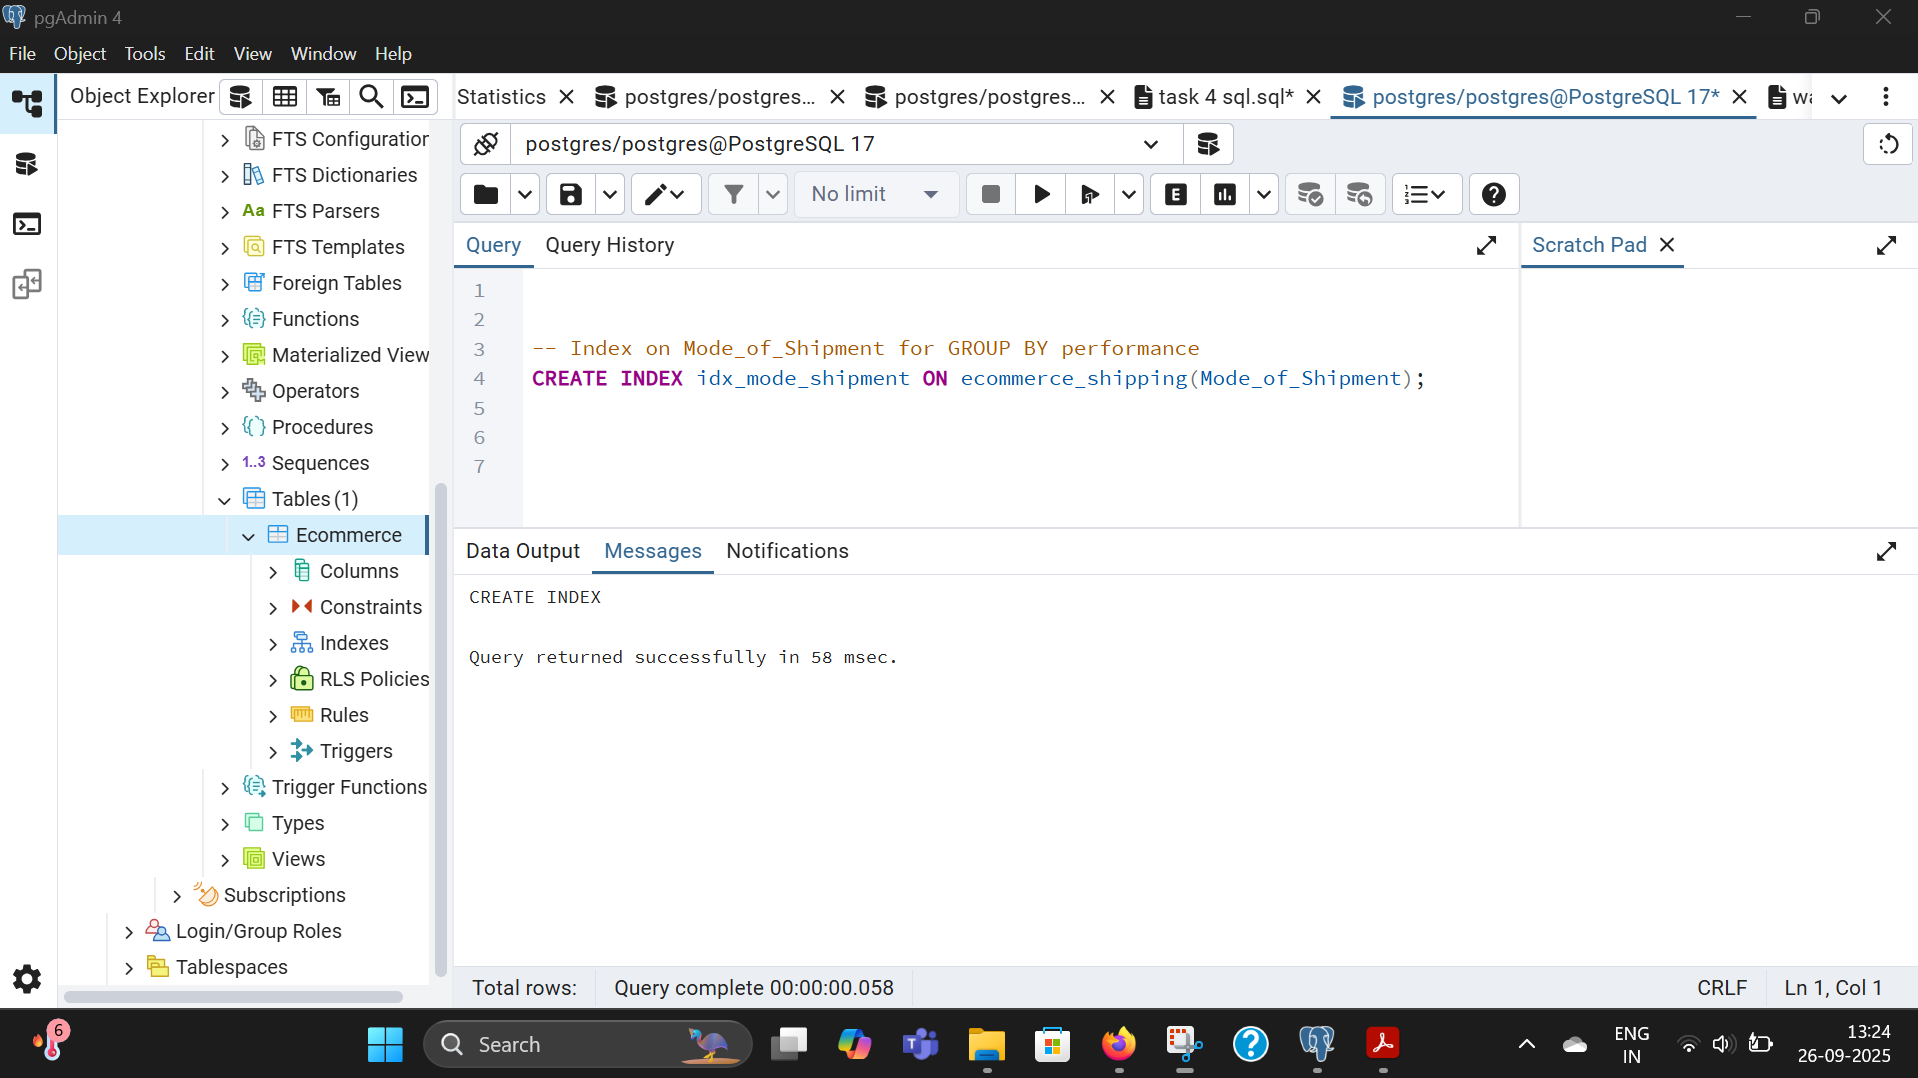 pgAdmin 4
File Object Tools Edit View Window Help
Object Explorer
Statistics
postgres/postgres...
postgres/postgres...
task 4 sql.sql*
postgres/postgres@PostgreSQL 17*
postgres/postgres@PostgreSQL 17
No limit
E
Query
Query History
Scratch Pad
FTS Configuration
FTS Dictionaries
Aa FTS Parsers
FTS Templates
Foreign Tables
Functions
Materialized View
Operators
Procedures
1..3 Sequences
Tables (1)
Ecommerce
Columns
Constraints
Indexes
RLS Policies
Rules
Triggers
Trigger Functions
Types
Views
Subscriptions
Login/Group Roles
Tablespaces
1
2
3 -- Index on Mode_of_Shipment for GROUP BY performance
4 CREATE INDEX idx_mode_shipment ON ecommerce_shipping(Mode_of_Shipment);
5
6
7
Data Output
Messages
Notifications
CREATE INDEX
Query returned successfully in 58 msec.
Total rows:
Query complete 00:00:00.058
CRLF
Ln 1, Col 1
6
Search
ENG
IN
13:24
26-09-2025